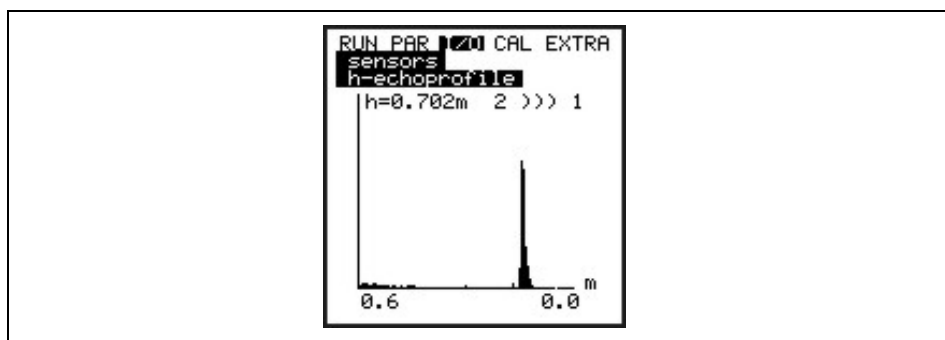 RUN PAR I/O CAL EXTRA
sensors
h-echoprofile
h=0.702m 2 ))) 1
m
0.6 0.0